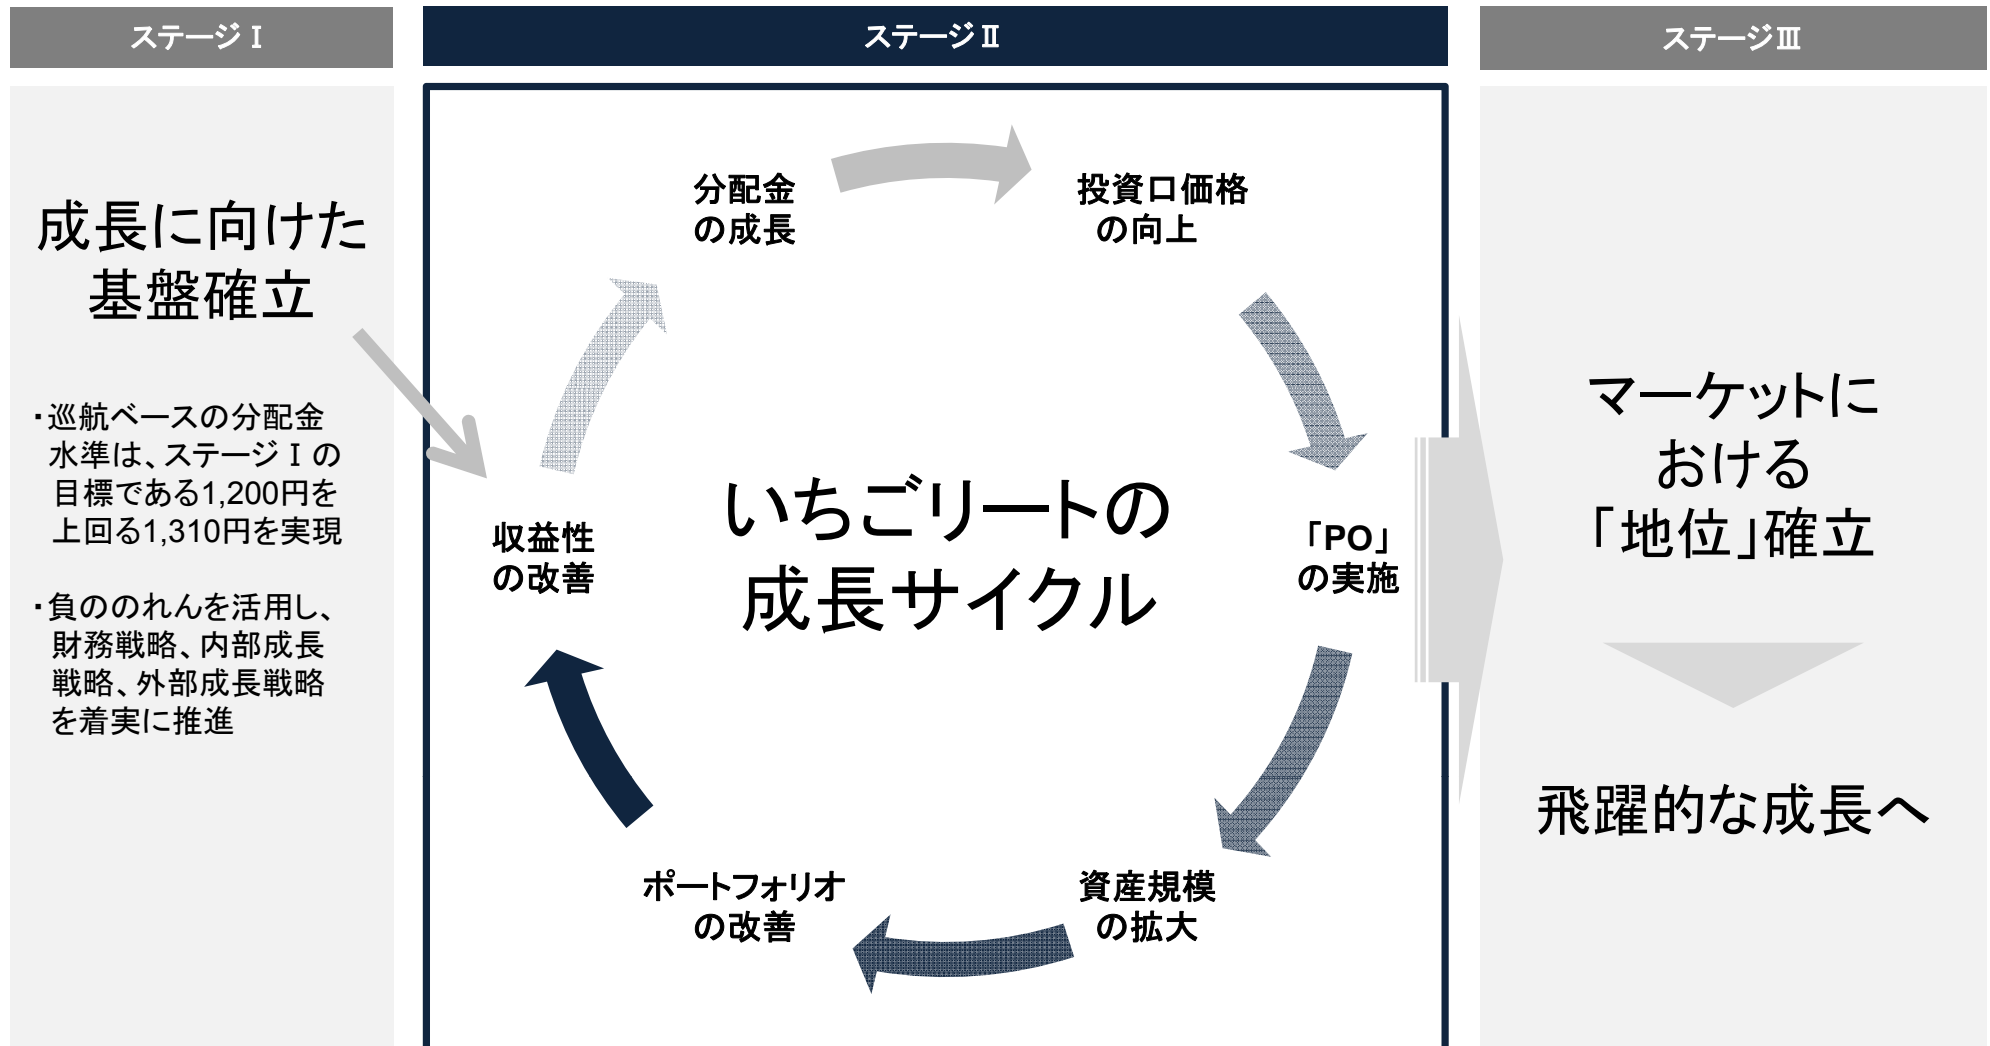 ステージⅠ
成長に向けた
基盤確立
・巡航ベースの分配金
水準は、ステージⅠの
目標である1,200円を
上回る1,310円を実現
・負ののれんを活用し、
財務戦略、内部成長
戦略、外部成長戦略
を着実に推進
ステージⅡ
分配金
の成長
投資口価格
の向上
「PO」
の実施
資産規模
の拡大
ポートフォリオ
の改善
収益性
の改善
いちごリートの
成長サイクル
ステージⅢ
マーケットに
おける
「地位」確立
飛躍的な成長へ